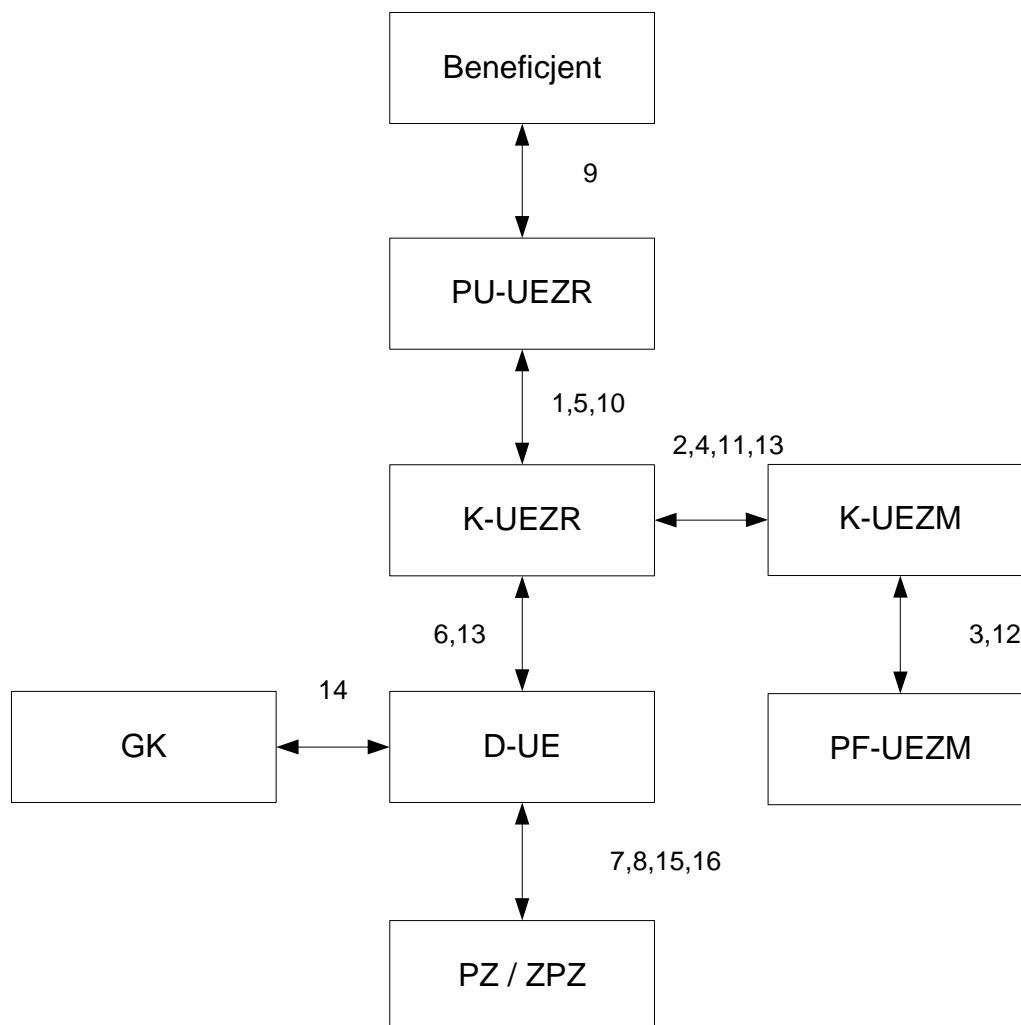 Beneficjent
9
PU-UEZR
1,5,10
2,4,11,13
K-UEZR
K-UEZM
6,13
3,12
14
GK
D-UE
PF-UEZM
7,8,15,16
PZ / ZPZ